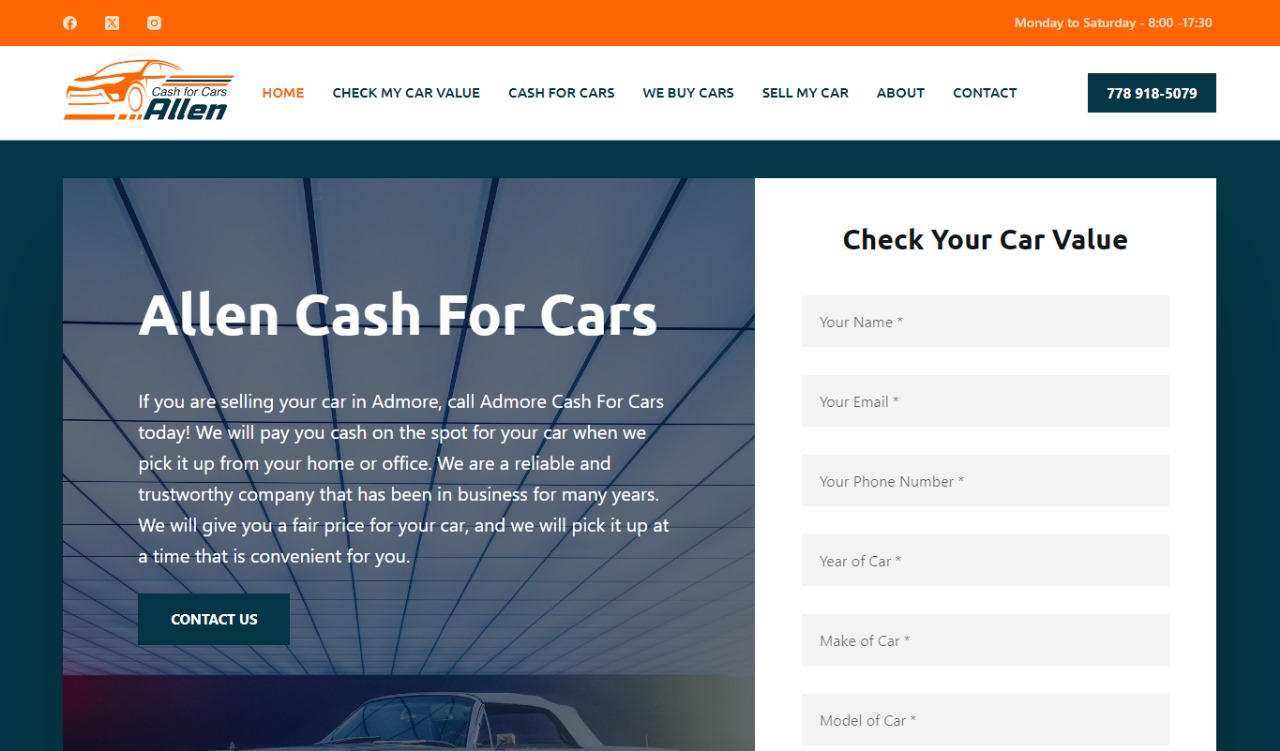 Monday to Saturday - 8:00 -17:30
Cash for Cars
Allen
HOME
CHECK MY CAR VALUE
CASH FOR CARS
WE BUY CARS
SELL MY CAR
ABOUT
CONTACT
778 918-5079
Allen Cash For Cars
If you are selling your car in Admore, call Admore Cash For Cars
today! We will pay you cash on the spot for your car when we
pick it up from your home or office. We are a reliable and
trustworthy company that has been in business for many years.
We will give you a fair price for your car, and we will pick it up at
a time that is convenient for you.
CONTACT US
Check Your Car Value
Your Name *
Your Email *
Your Phone Number *
Year of Car *
Make of Car *
Model of Car *